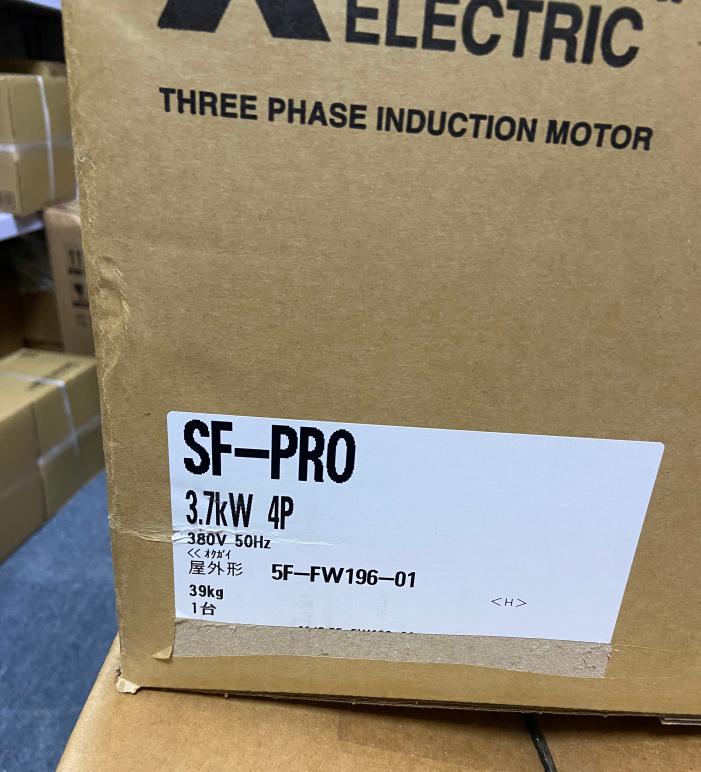 ELECTRIC
THREE PHASE INDUCTION MOTOR
SF-PRO
3.7kW 4P
380V 50Hz
<< ｵｸｶﾞｲ
屋外形 5F-FW196-01
39kg
1台
<H>